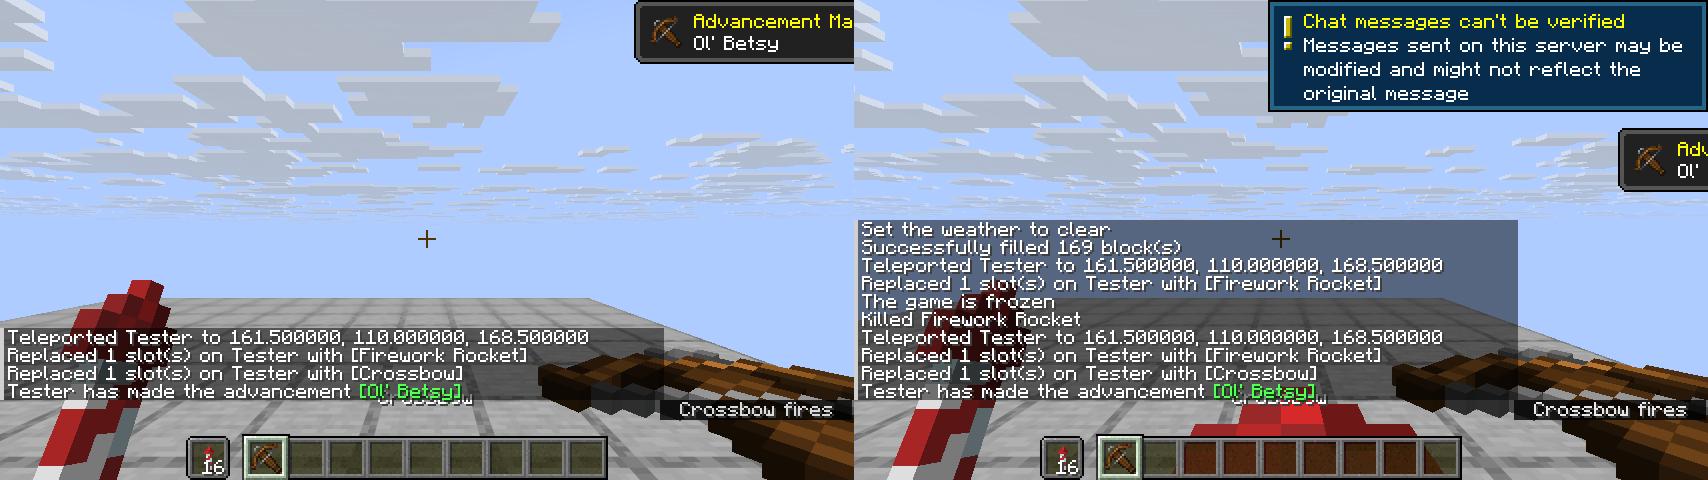 Advancement Ma
Ol' Betsy
Teleported Tester to 161.500000, 110.000000, 168.500000
Replaced 1 slot(s) on Tester with [Firework Rocket]
Replaced 1 slot(s) on Tester with [Crossbow]
Tester has made the advancement [Ol' Betsy]
Crossbow fires
16
Chat messages can't be verified
Messages sent on this server may be
modified and might not reflect the
original message
Adv
Ol'
Set the weather to clear
Successfully filled 169 block(s)
Teleported Tester to 161.500000, 110.000000, 168.500000
Replaced 1 slot(s) on Tester with [Firework Rocket]
The game is frozen
Killed Firework Rocket
Teleported Tester to 161.500000, 110.000000, 168.500000
Replaced 1 slot(s) on Tester with [Firework Rocket]
Replaced 1 slot(s) on Tester with [Crossbow]
Tester has made the advancement [Ol' Betsy]
Crossbow fires
16